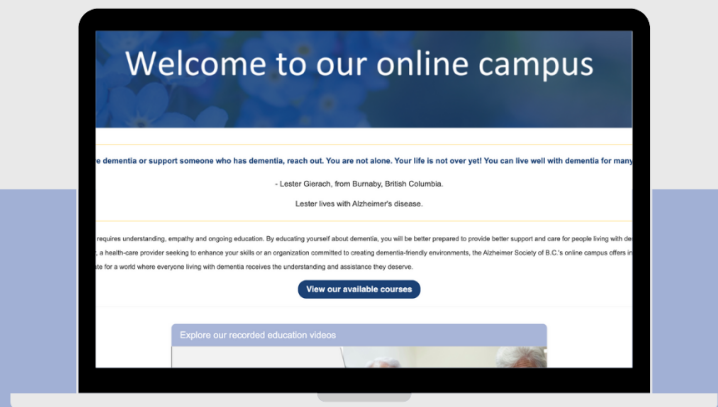 Welcome to our online campus
e dementia or support someone who has dementia, reach out. You are not alone. Your life is not over yet! You can live well with dementia for many
- Lester Gierach, from Burnaby, British Columbia.
Lester lives with Alzheimer's disease.
requires understanding, empathy and ongoing education. By educating yourself about dementia, you will be better prepared to provide better support and care for people living with de
, a health-care provider seeking to enhance your skills or an organization committed to creating dementia-friendly environments, the Alzheimer Society of B.C.'s online campus offers in
te for a world where everyone living with dementia receives the understanding and assistance they deserve.
View our available courses
Explore our recorded education videos